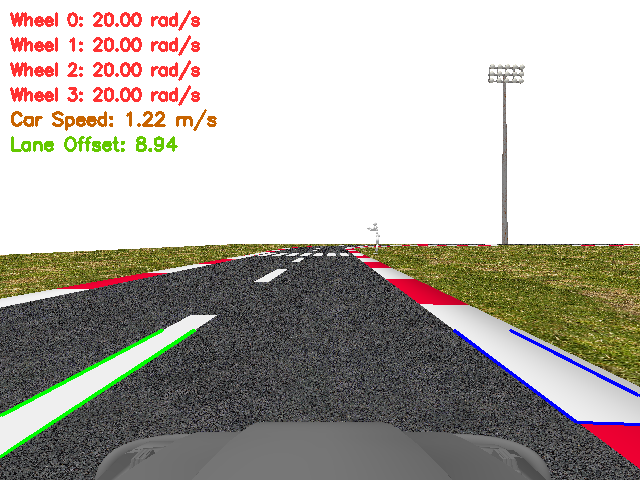 Wheel 0: 20.00 rad/s
Wheel 1: 20.00 rad/s
Wheel 2: 20.00 rad/s
Wheel 3: 20.00 rad/s
Car Speed: 1.22 m/s
Lane Offset: 8.94